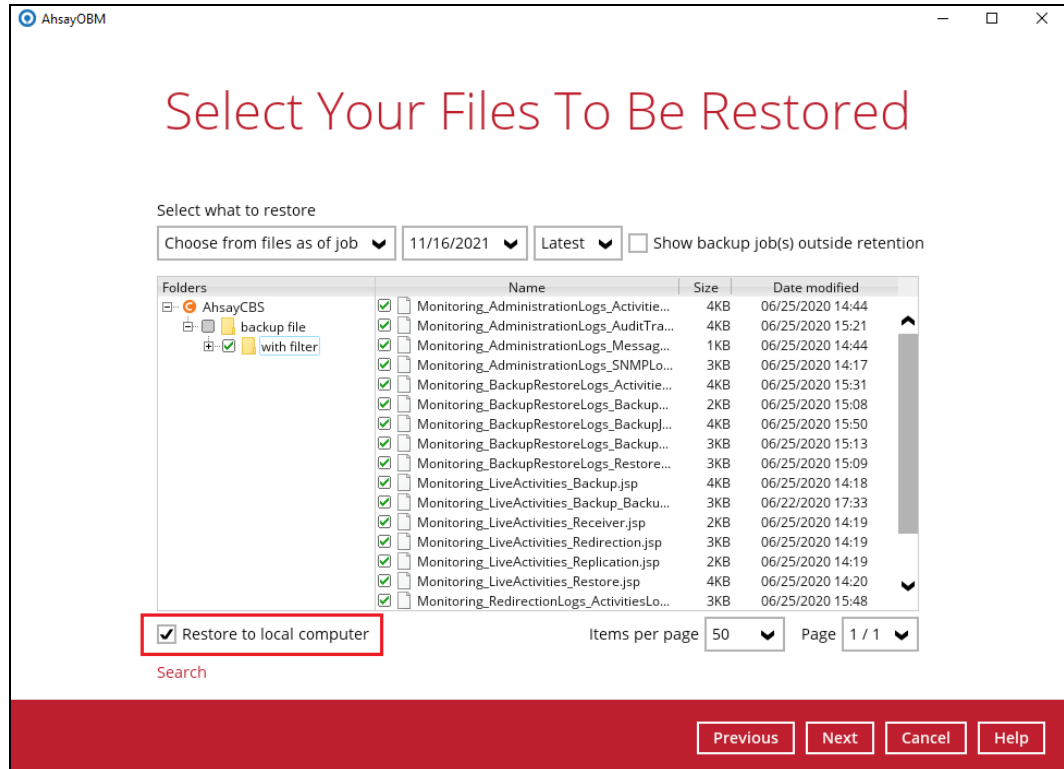 AhsayOBM
Select Your Files To Be Restored
Select what to restore
Choose from files as of job 11/16/2021 Latest Show backup job(s) outside retention
Folders Name Size Date modified
AhsayCBS
backup file
with filter
Monitoring_AdministrationLogs_Activitie... 4KB 06/25/2020 14:44
Monitoring_AdministrationLogs_AuditTra... 4KB 06/25/2020 15:21
Monitoring_AdministrationLogs_Messag... 1KB 06/25/2020 14:44
Monitoring_AdministrationLogs_SNMPLo... 3KB 06/25/2020 14:17
Monitoring_BackupRestoreLogs_Activitie... 4KB 06/25/2020 15:31
Monitoring_BackupRestoreLogs_Backup... 2KB 06/25/2020 15:08
Monitoring_BackupRestoreLogs_BackupJ... 4KB 06/25/2020 15:50
Monitoring_BackupRestoreLogs_Backup... 3KB 06/25/2020 15:13
Monitoring_BackupRestoreLogs_Restore... 3KB 06/25/2020 15:09
Monitoring_LiveActivities_Backup.jsp 4KB 06/25/2020 14:18
Monitoring_LiveActivities_Backup_Backu... 3KB 06/22/2020 17:33
Monitoring_LiveActivities_Receiver.jsp 2KB 06/25/2020 14:19
Monitoring_LiveActivities_Redirection.jsp 3KB 06/25/2020 14:19
Monitoring_LiveActivities_Replication.jsp 2KB 06/25/2020 14:19
Monitoring_LiveActivities_Restore.jsp 4KB 06/25/2020 14:20
Monitoring_RedirectionLogs_ActivitiesLo... 3KB 06/25/2020 15:48
Restore to local computer Items per page 50 Page 1 / 1
Search
Previous Next Cancel Help